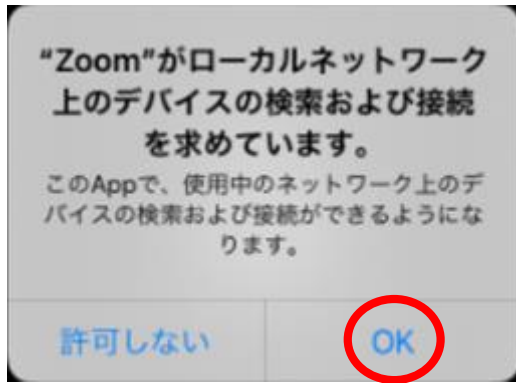 “Zoom”がローカルネットワーク
上のデバイスの検索および接続
を求めています。
このAppで、使用中のネットワーク上のデ
バイスの検索および接続ができるようにな
ります。
許可しない
OK